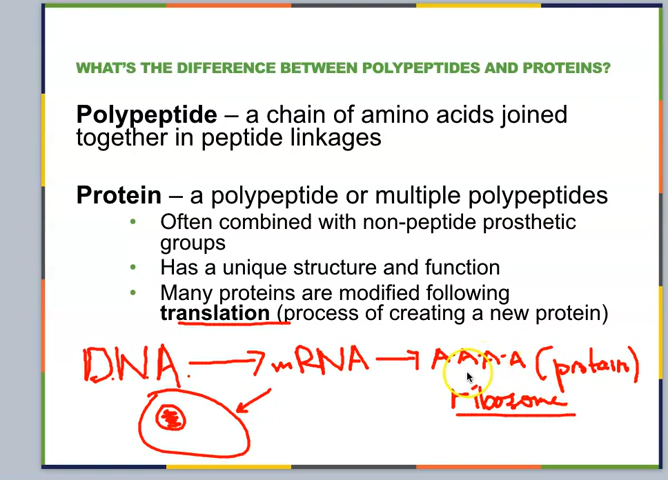 WHAT'S THE DIFFERENCE BETWEEN POLYPEPTIDES AND PROTEINS?
Polypeptide – a chain of amino acids joined
together in peptide linkages
Protein – a polypeptide or multiple polypeptides
• Often combined with non-peptide prosthetic
groups
• Has a unique structure and function
• Many proteins are modified following
translation (process of creating a new protein)
D.N.A. → mRNA → A-A-A-A (protein)
ribosome